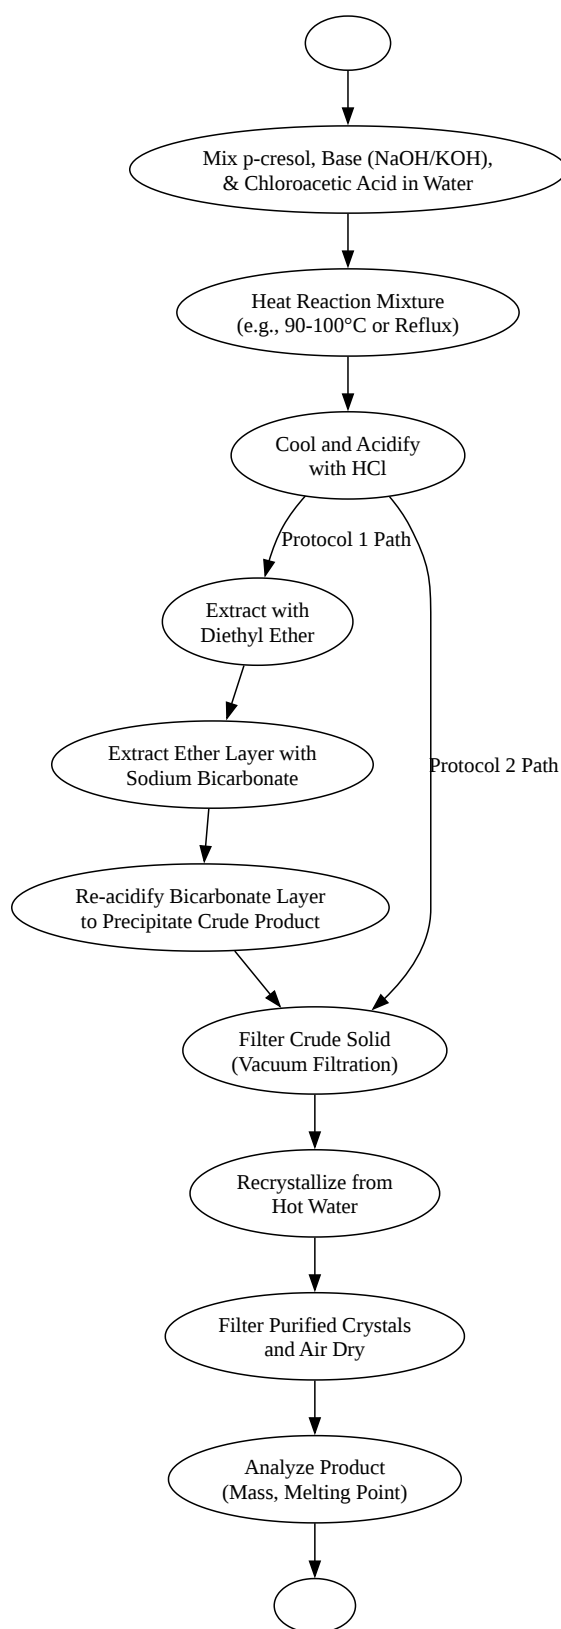 Mix p-cresol, Base (NaOH/KOH),
& Chloroacetic Acid in Water
Heat Reaction Mixture
(e.g., 90-100°C or Reflux)
Cool and Acidify
with HCl
Protocol 1 Path
Extract with
Diethyl Ether
Extract Ether Layer with
Sodium Bicarbonate
Protocol 2 Path
Re-acidify Bicarbonate Layer
to Precipitate Crude Product
Filter Crude Solid
(Vacuum Filtration)
Recrystallize from
Hot Water
Filter Purified Crystals
and Air Dry
Analyze Product
(Mass, Melting Point)